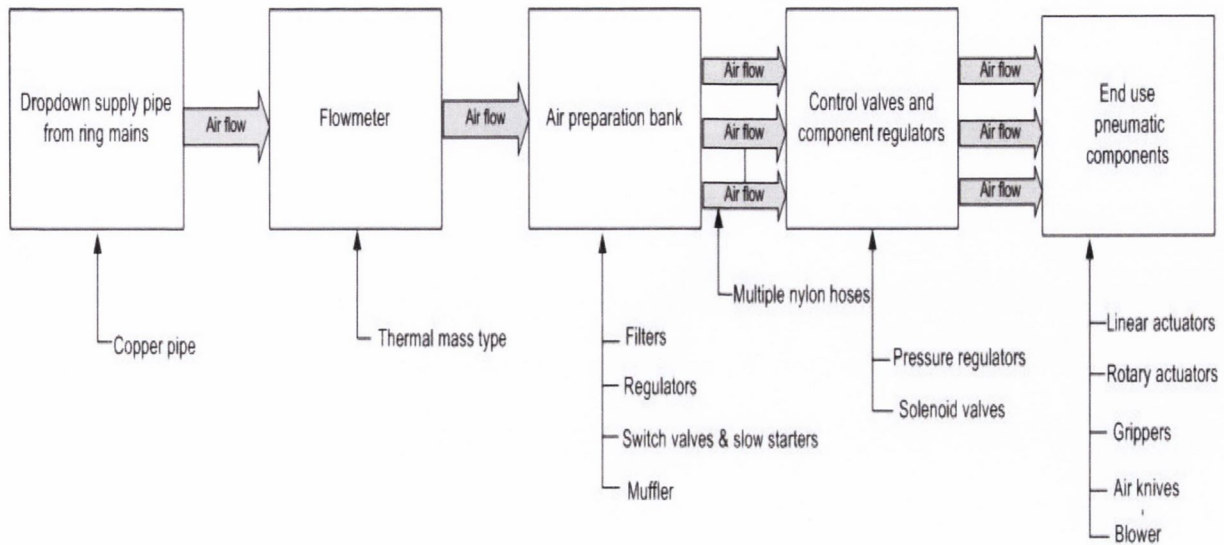 Dropdown supply pipe
from ring mains
Air flow
Flowmeter
Air flow
Air preparation bank
Air flow
Air flow
Air flow
Control valves and
component regulators
Air flow
Air flow
Air flow
End use
pneumatic
components
Copper pipe
Thermal mass type
Filters
Regulators
Switch valves & slow starters
Muffler
Multiple nylon hoses
Pressure regulators
Solenoid valves
Linear actuators
Rotary actuators
Grippers
Air knives
Blower